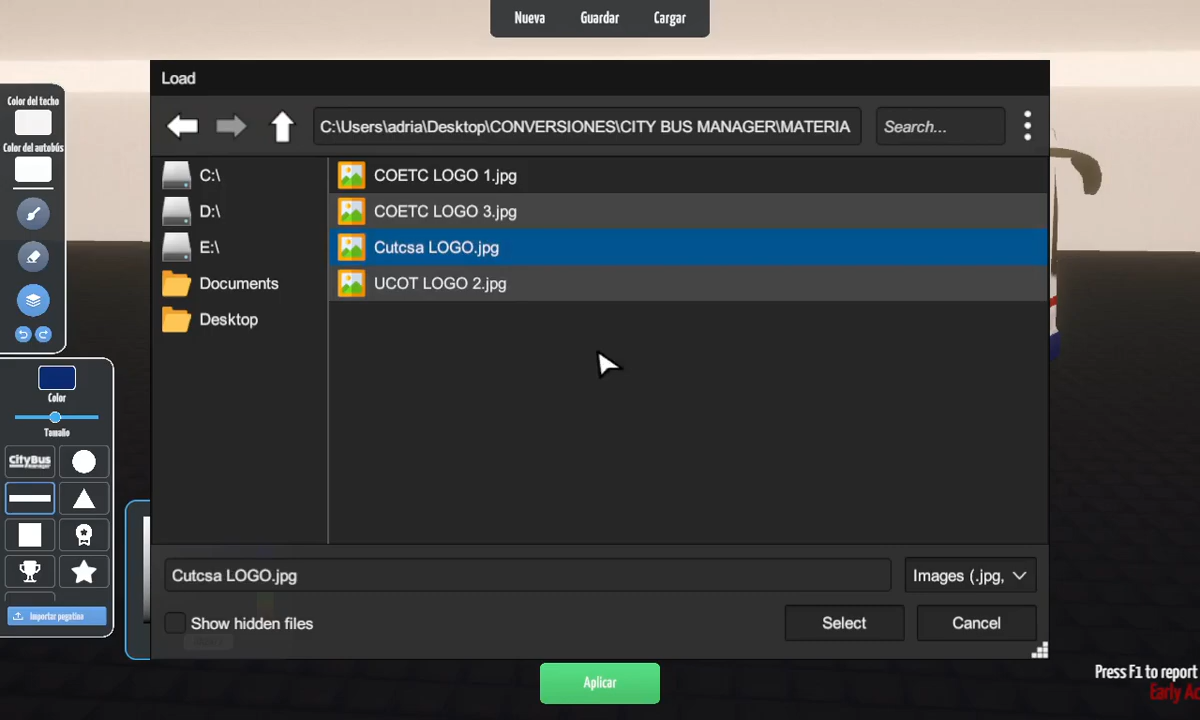 Nueva
Guardar
Cargar
Load
C:\Users\adria\Desktop\CONVERSIONES\CITY BUS MANAGER\MATERIA
Search...
C:\
D:\
E:\
Documents
Desktop
COETC LOGO 1.jpg
COETC LOGO 3.jpg
Cutcsa LOGO.jpg
UCOT LOGO 2.jpg
Cutcsa LOGO.jpg
Images (.jpg,
Show hidden files
Select
Cancel
Color del techo
Color del autobús
Color
Tamaño
CityBus
Manager
Importar pegatina
Aplicar
Press F1 to report
Early Ac